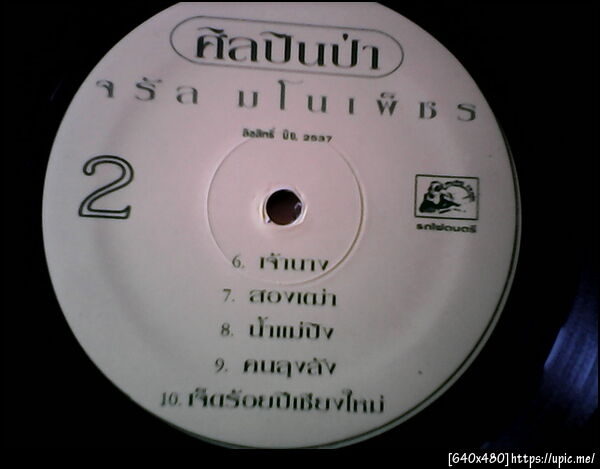 ศิลปินป่า
จรัล มโนเพ็ชร
ลิขสิทธิ์ ปี 2537
2
รถไฟดนตรี
6. เจ้านาง
7. สองเฒ่า
8. น้ำแม่ปิง
9. คนสุงลัง
10. เจ็ดร้อยปีเชียงใหม่
[640x480]https://upic.me/